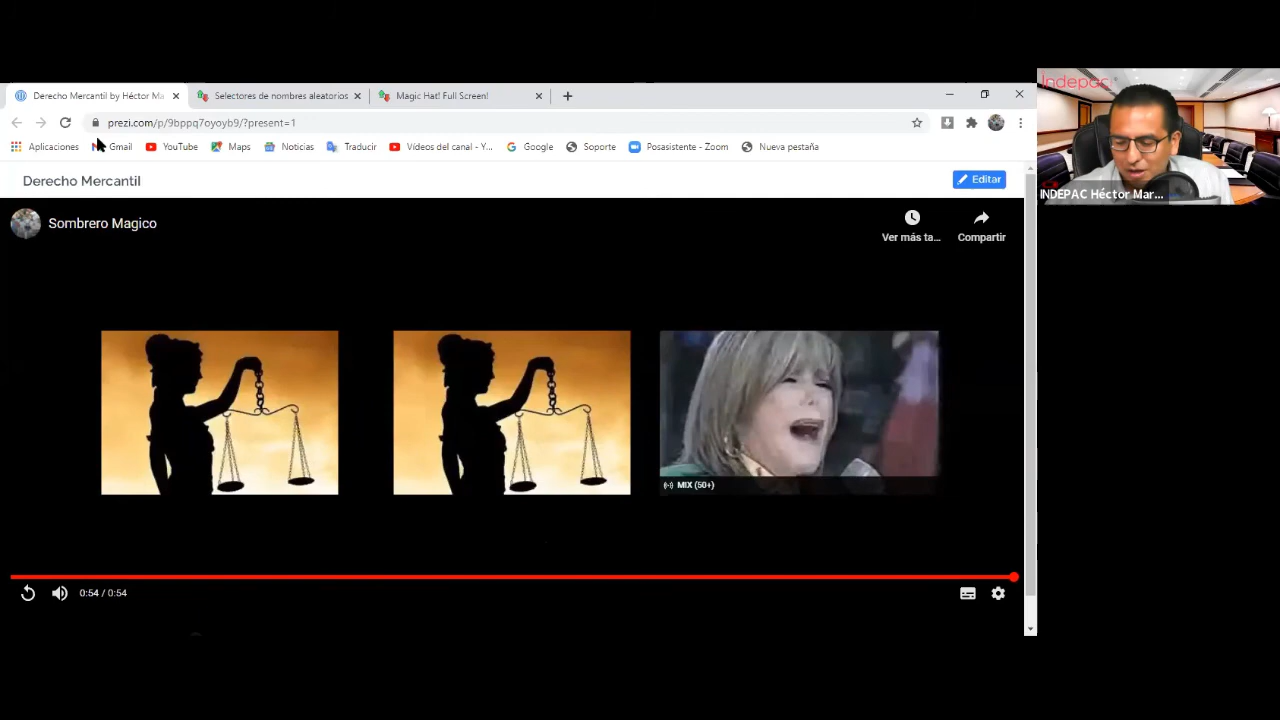 Derecho Mercantil by Héctor Ma
Selectores de nombres aleatorios
Magic Hat! Full Screen!
prezi.com/p/9bppq7oyoyb9/?present=1
Aplicaciones
Gmail
YouTube
Maps
Noticias
Traducir
Vídeos del canal - Y...
Google
Soporte
Posasistente - Zoom
Nueva pestaña
Derecho Mercantil
Editar
Sombrero Magico
Ver más ta...
Compartir
MIX (50+)
0:54 / 0:54
Indepac
INDEPAC Héctor Mar...